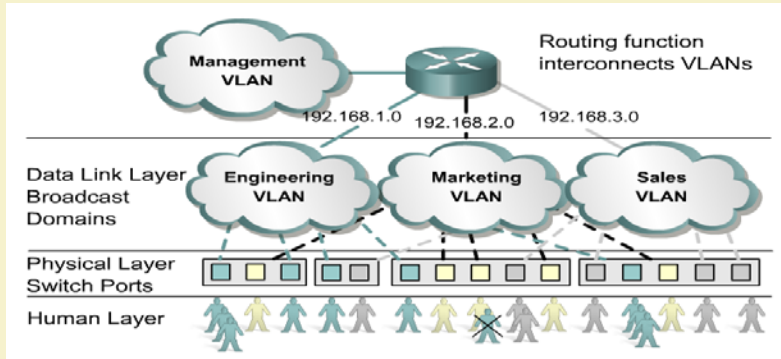 Management
VLAN
Routing function
interconnects VLANs
192.168.1.0
192.168.2.0
192.168.3.0
Data Link Layer
Broadcast
Domains
Engineering
VLAN
Marketing
VLAN
Sales
VLAN
Physical Layer
Switch Ports
Human Layer